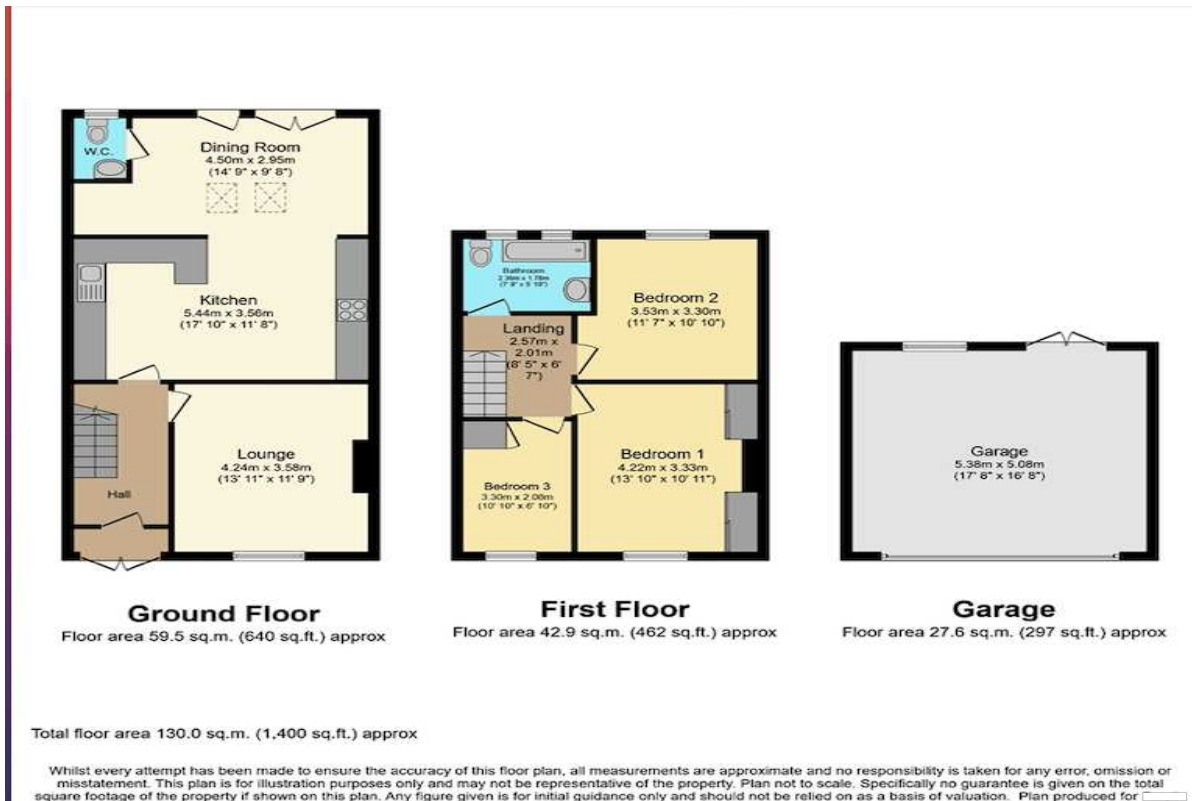 W.C.
Dining Room
4.50m x 2.95m
(14' 9" x 9' 8")
Kitchen
5.44m x 3.56m
(17' 10" x 11' 8")
Lounge
4.24m x 3.58m
(13' 11" x 11' 9")
Hall
Ground Floor
Floor area 59.5 sq.m. (640 sq.ft.) approx
Bathroom
2.36m x 1.78m
(7' 9" x 5' 10")
Bedroom 2
3.53m x 3.30m
(11' 7" x 10' 10")
Landing
2.57m x
2.01m
(8' 5" x 6'
7")
Bedroom 1
4.22m x 3.33m
(13' 10" x 10' 11")
Bedroom 3
3.30m x 2.08m
(10' 10" x 6' 10")
First Floor
Floor area 42.9 sq.m. (462 sq.ft.) approx
Garage
5.38m x 5.08m
(17' 8" x 16' 8")
Garage
Floor area 27.6 sq.m. (297 sq.ft.) approx
Total floor area 130.0 sq.m. (1,400 sq.ft.) approx
Whilst every attempt has been made to ensure the accuracy of this floor plan, all measurements are approximate and no responsibility is taken for any error, omission or
misstatement. This plan is for illustration purposes only and may not be representative of the property. Plan not to scale. Specifically no guarantee is given on the total
square footage of the property if shown on this plan. Any figure given is for initial guidance only and should not be relied on as a basis of valuation. Plan produced for